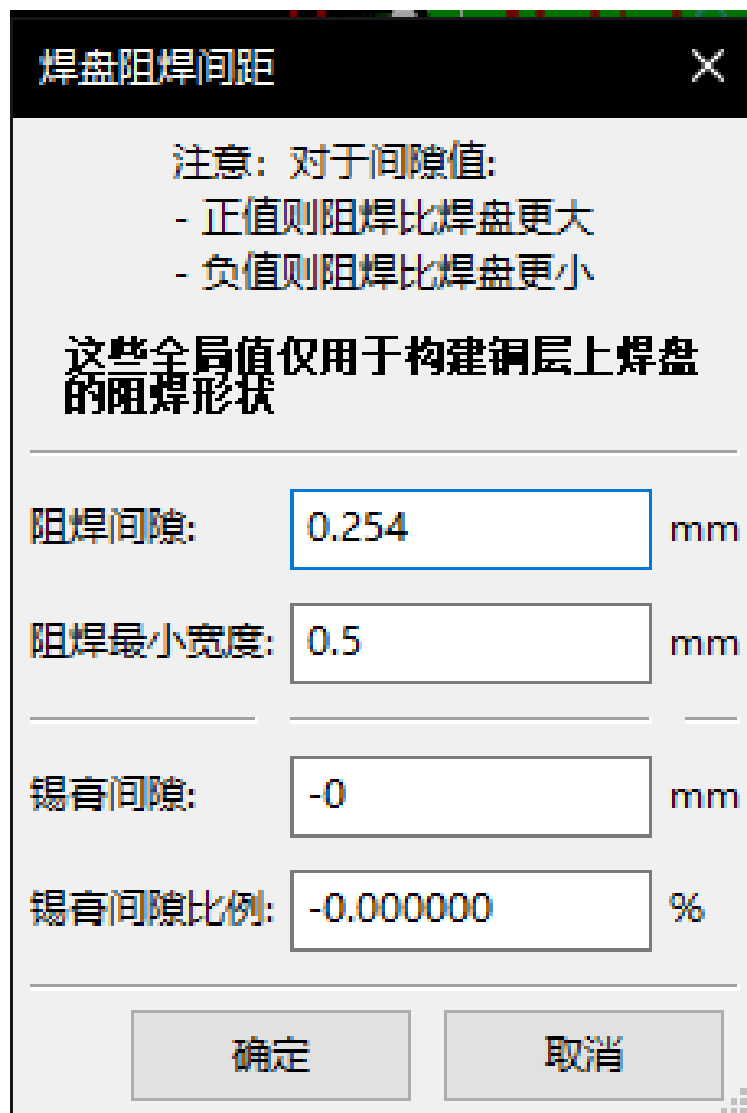 焊盘阻焊间距
注意：对于间隙值:
- 正值则阻焊比焊盘更大
- 负值则阻焊比焊盘更小
这些全局值仅用于构建铜层上焊盘
的阻焊形状
阻焊间隙: 0.254 mm
阻焊最小宽度: 0.5 mm
锡膏间隙: -0 mm
锡膏间隙比例: -0.000000 %
确定 取消